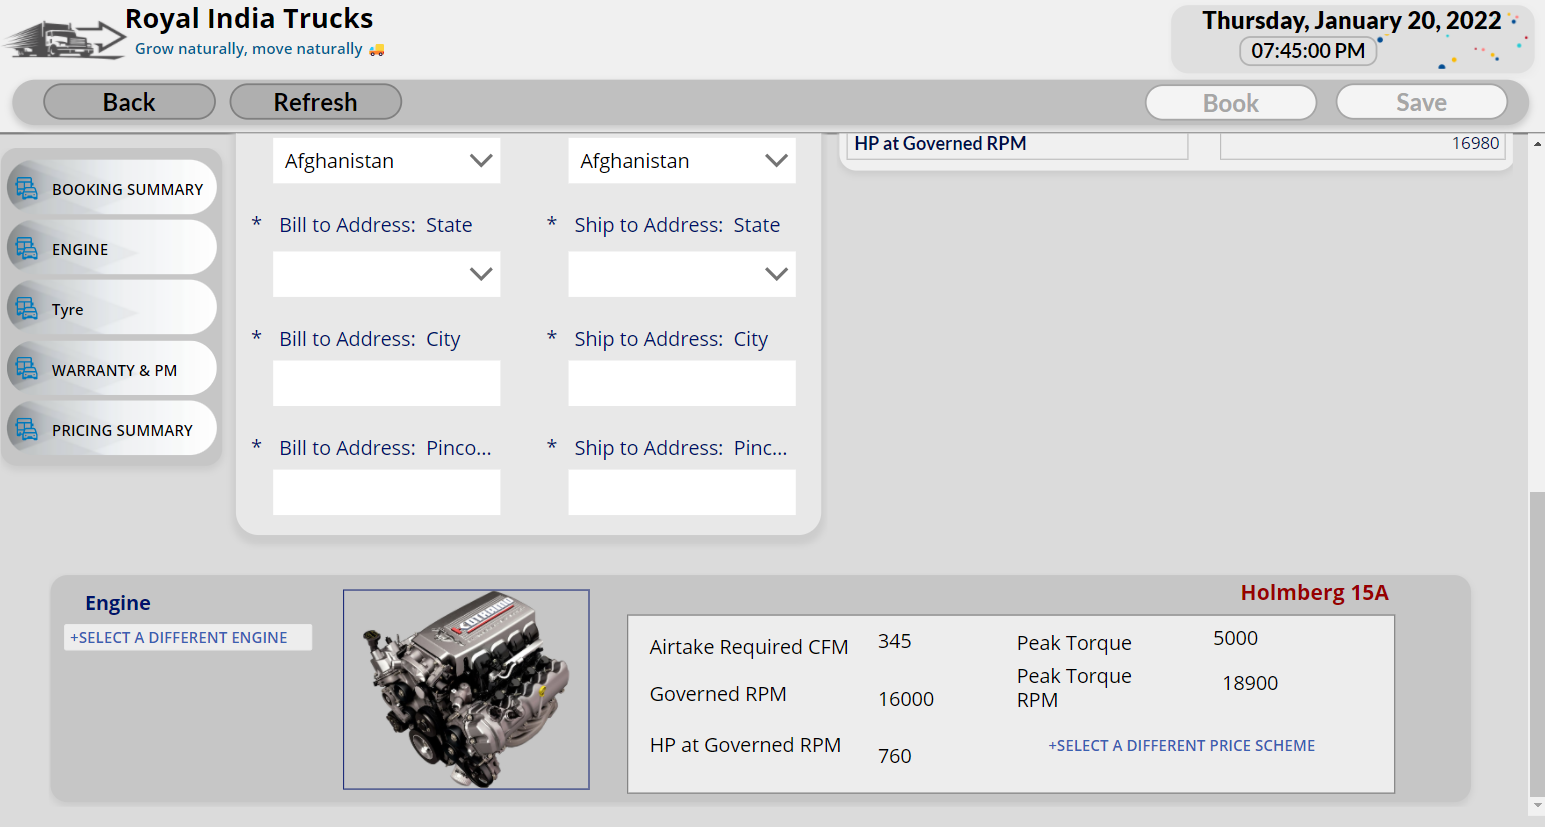 Royal India Trucks
Grow naturally, move naturally 🚚
Thursday, January 20, 2022
07:45:00 PM
Back
Refresh
Book
Save
BOOKING SUMMARY
ENGINE
Tyre
WARRANTY & PM
PRICING SUMMARY
Afghanistan
Afghanistan
HP at Governed RPM 16980
* Bill to Address: State
* Ship to Address: State
* Bill to Address: City
* Ship to Address: City
* Bill to Address: Pinco...
* Ship to Address: Pinc...
Engine
+SELECT A DIFFERENT ENGINE
Holmberg 15A
Airtake Required CFM 345
Peak Torque 5000
Governed RPM 16000
Peak Torque
RPM
18900
HP at Governed RPM 760
+SELECT A DIFFERENT PRICE SCHEME